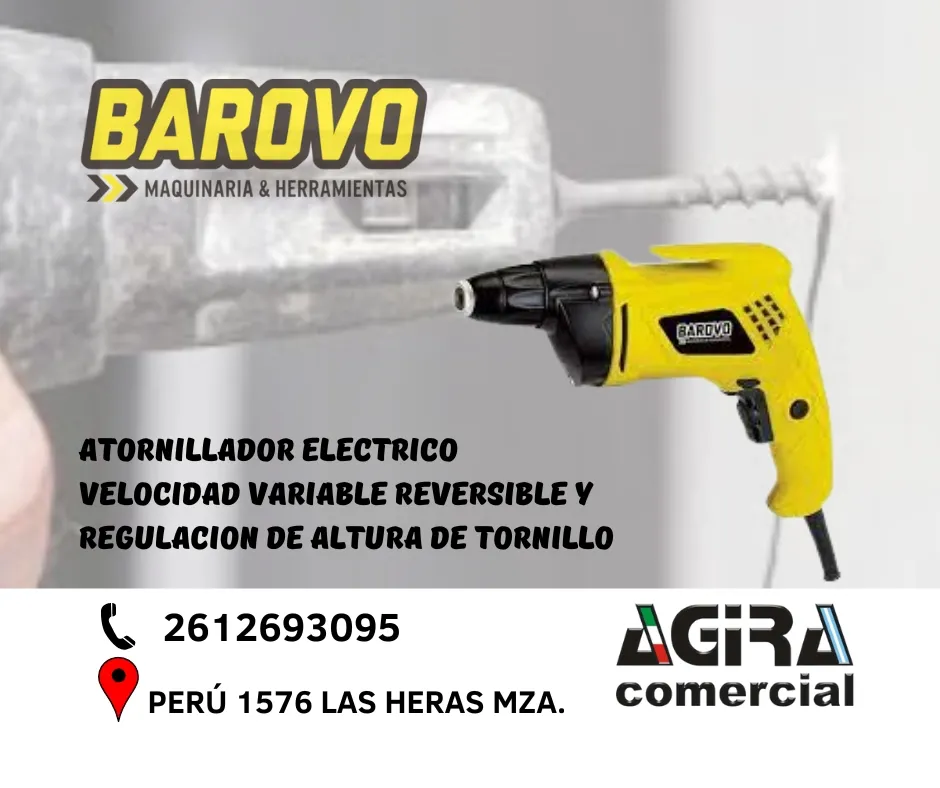 BAROVO
MAQUINARIA & HERRAMIENTAS
BAROVO
ATORNILLADOR ELECTRICO
VELOCIDAD VARIABLE REVERSIBLE Y
REGULACION DE ALTURA DE TORNILLO
2612693095
PERÚ 1576 LAS HERAS MZA.
AGIRA
comercial